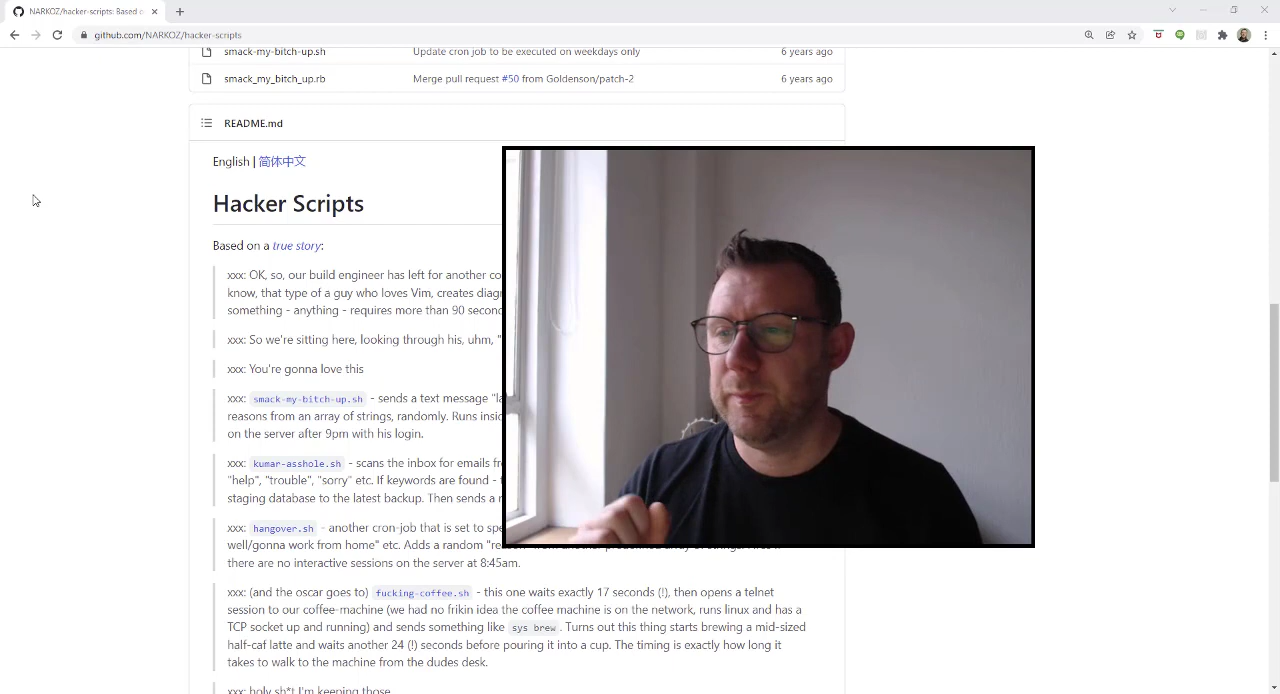 NARKOZ/hacker-scripts: Based o
github.com/NARKOZ/hacker-scripts
smack-my-bitch-up.sh Update cron job to be executed on weekdays only 6 years ago
smack_my_bitch_up.rb Merge pull request #50 from Goldenson/patch-2 6 years ago
README.md
English | 简体中文
Hacker Scripts
Based on a true story:
xxx: OK, so, our build engineer has left for another co
know, that type of a guy who loves Vim, creates diag
something - anything - requires more than 90 secon
xxx: So we're sitting here, looking through his, uhm, "
xxx: You're gonna love this
xxx: smack-my-bitch-up.sh - sends a text message "la
reasons from an array of strings, randomly. Runs insi
on the server after 9pm with his login.
xxx: kumar-asshole.sh - scans the inbox for emails fr
"help", "trouble", "sorry" etc. If keywords are found -
staging database to the latest backup. Then sends a
xxx: hangover.sh - another cron-job that is set to spe
well/gonna work from home" etc. Adds a random
there are no interactive sessions on the server at 8:45am.
xxx: (and the oscar goes to) fucking-coffee.sh - this one waits exactly 17 seconds (!), then opens a telnet
session to our coffee-machine (we had no frikin idea the coffee machine is on the network, runs linux and has a
TCP socket up and running) and sends something like sys brew. Turns out this thing starts brewing a mid-sized
half-caf latte and waits another 24 (!) seconds before pouring it into a cup. The timing is exactly how long it
takes to walk to the machine from the dudes desk.
xxx: holy sh*t I'm keeping those